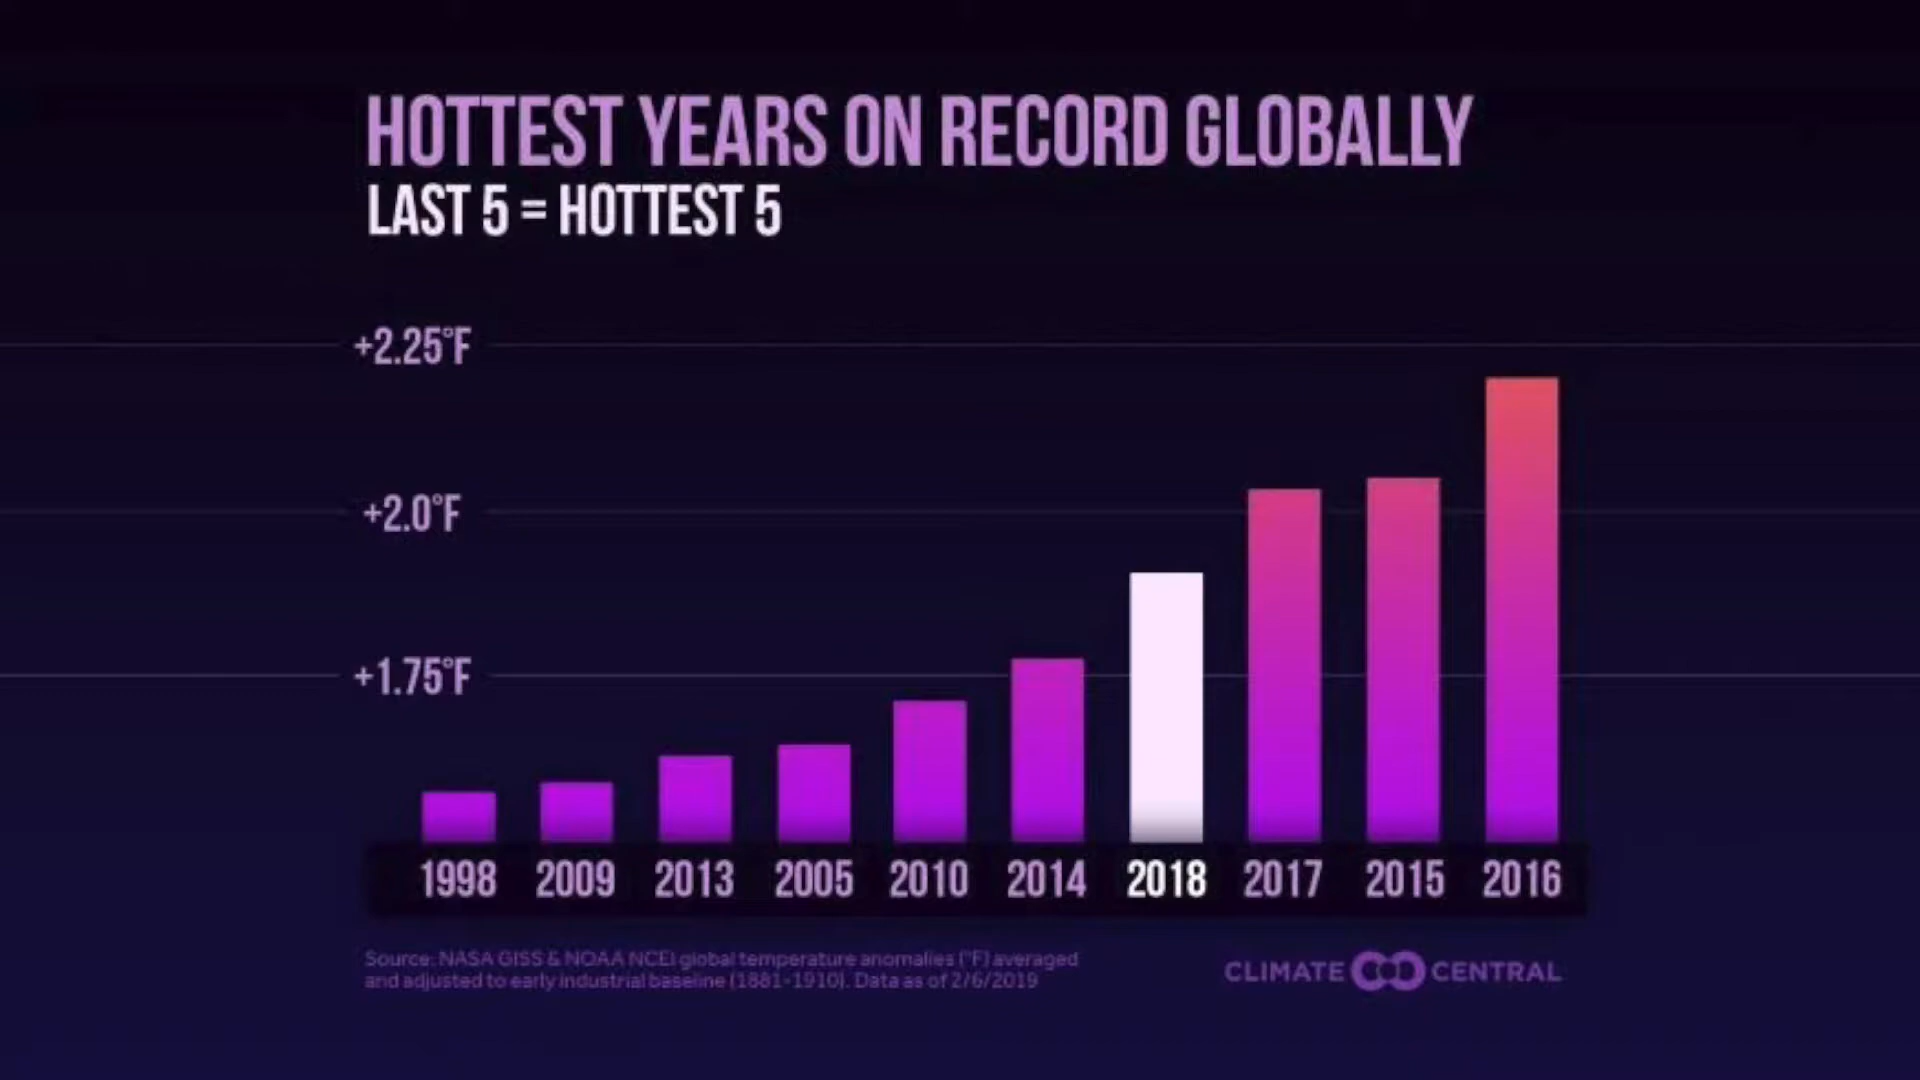 HOTTEST YEARS ON RECORD GLOBALLY
LAST 5 = HOTTEST 5
+2.25°F
+2.0°F
+1.75°F
1998 2009 2013 2005 2010 2014 2018 2017 2015 2016
Source: NASA GISS & NOAA NCEI global temperature anomalies (°F) averaged
and adjusted to early industrial baseline (1881-1910). Data as of 2/6/2019
CLIMATE CENTRAL